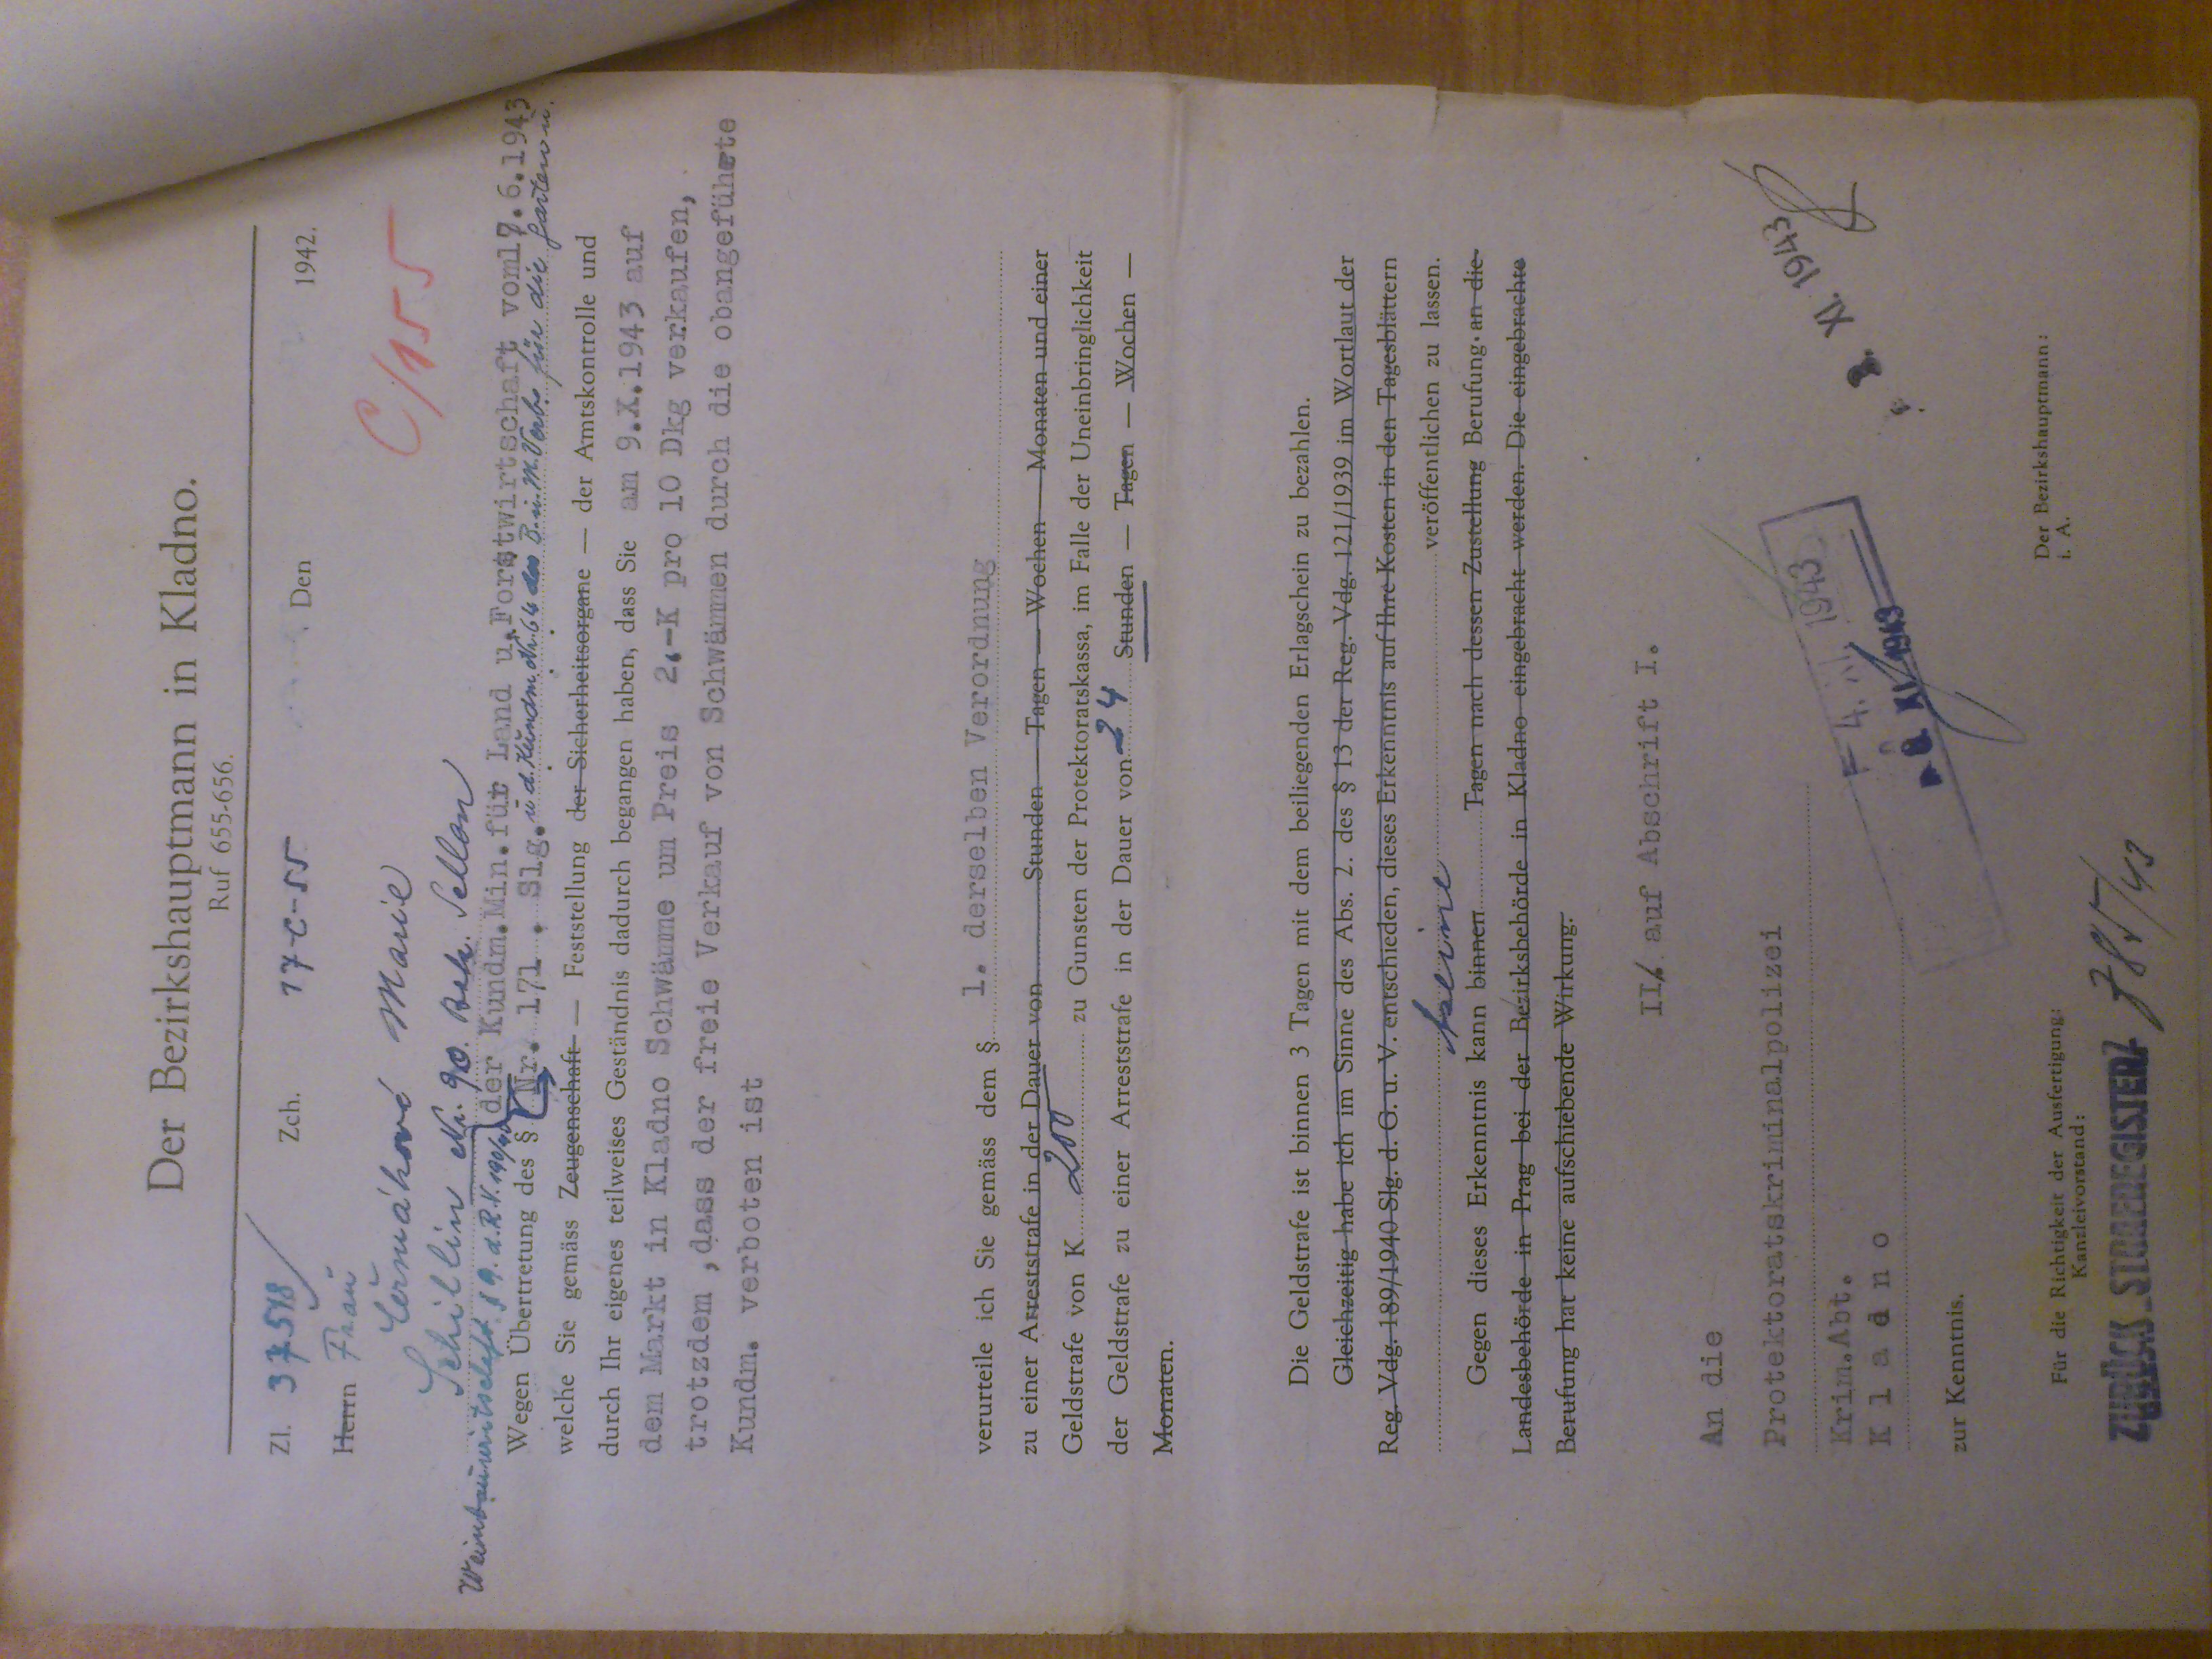 Der Bezirkshauptmann in Kladno.
Ruf 655-656.
Zl. 37518/ Zch. 17-C-55 Den 1942.
Herrn Frau
Čermáková Marie
C/155
Schillin Nr. 90. Bek. Schlan
Weinbauwirtschaft § 9. d. R.V. 190/40 der Kundm.Min.für Land u.Forstwirtschaft vom17.6.1943
Wegen Übertretung des § Nr. 171 . Slg. u d. Kundm. Nr. 64 des B. u. M. Verb. für die Garten u.
welche Sie gemäss Zeugenschaft — Feststellung der Sicherheitsorgane — der Amtskontrolle und
durch Ihr eigenes teilweises Geständnis dadurch begangen haben, dass Sie am 9.X.1943 auf
dem Markt in Kladno Schwämme um Preis 2.-K pro 10 Dkg verkaufen,
trotzdem ,dass der freie Verkauf von Schwämmen durch die obangeführte
Kundm. verboten ist
verurteile ich Sie gemäss dem § 1. derselben Verordnung
zu einer Arreststrafe in der Dauer von Stunden — Tagen — Wochen — Monaten und einer
Geldstrafe von K 200 zu Gunsten der Protektoratskassa, im Falle der Uneinbringlichkeit
der Geldstrafe zu einer Arreststrafe in der Dauer von 24 Stunden — Tagen — Wochen —
Monaten.
Die Geldstrafe ist binnen 3 Tagen mit dem beiliegenden Erlagschein zu bezahlen.
Gleichzeitig habe ich im Sinne des Abs. 2. des § 13 der Reg. Vdg. 121/1939 im Wortlaut der
Reg. Vdg. 189/1940 Slg. d. G. u. V. entschieden, dieses Erkenntnis auf Ihre Kosten in den Tagesblättern
veröffentlichen zu lassen.
keine
Gegen dieses Erkenntnis kann binnen Tagen nach dessen Zustellung Berufung an die
Landesbehörde in Prag bei der Bezirksbehörde in Kladno eingebracht werden. Die eingebrachte
Berufung hat keine aufschiebende Wirkung.
II. auf Abschrift I.
An die
Protektoratskriminalpolizei
Krim.Abt.
Kladno
4. XI. 1943
XI. 1943
XI. 1943
zur Kenntnis.
Für die Richtigkeit der Ausfertigung:
Kanzleivorstand:
Der Bezirkshauptmann:
i. A.
ZURÜCK STRAFREGISTER 785/43